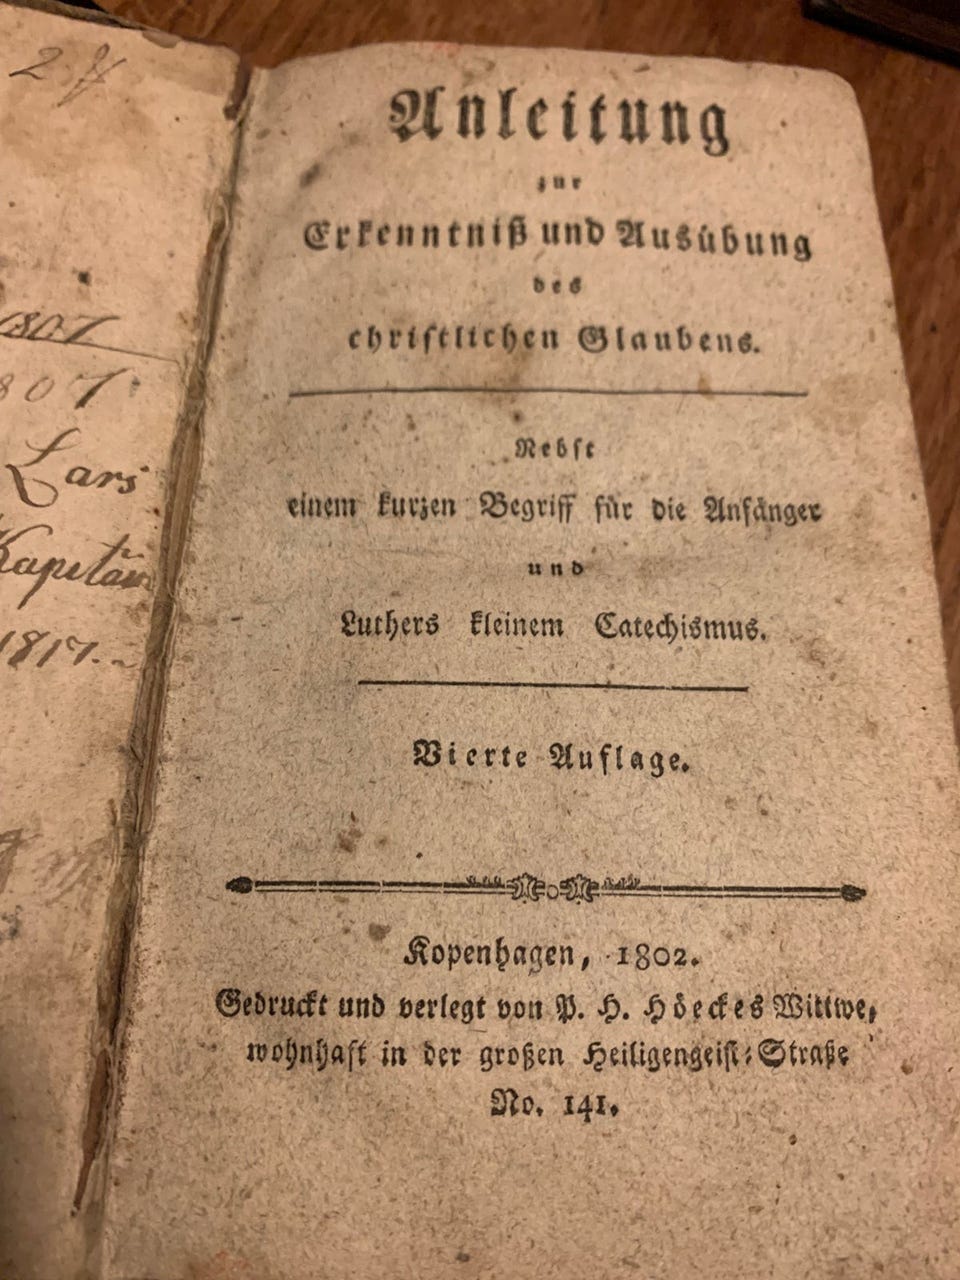 2
1807
807
Lars
Kapitän
1817.
Anleitung
zur
Erkenntniß und Ausübung
des
christlichen Glaubens.
Nebst
einem kurzen Begriff für die Anfänger
und
Luthers kleinem Catechismus.
Vierte Auflage.
Kopenhagen, 1802.
Gedruckt und verlegt von P. H. Höeckes Wittwe,
wohnhaft in der großen Heiligengeist-Straße
No. 141.